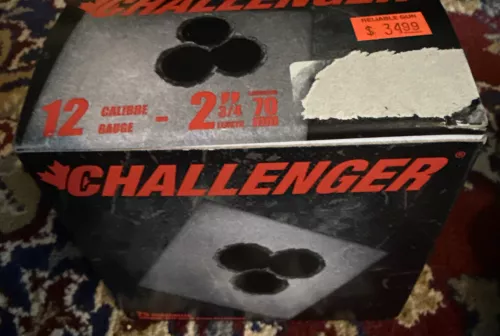 CHALLENGER
RELIABLE GUN
$ 3499
12 CALIBRE GAUGE - 2" 3/4 70
CHALLENGER®